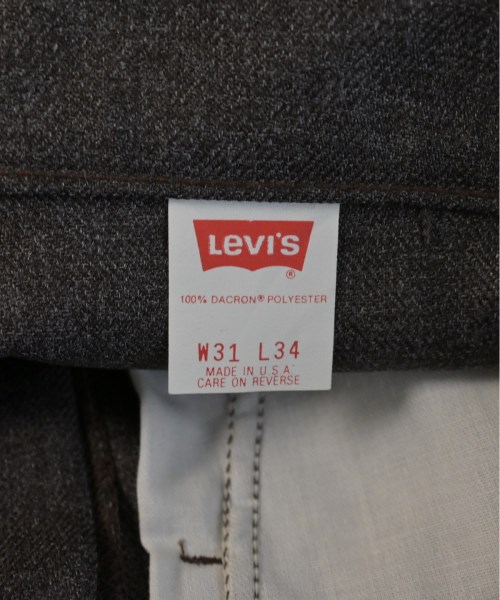 Levi's
®
100% DACRON® POLYESTER
W31 L34
MADE IN U.S.A.
CARE ON REVERSE